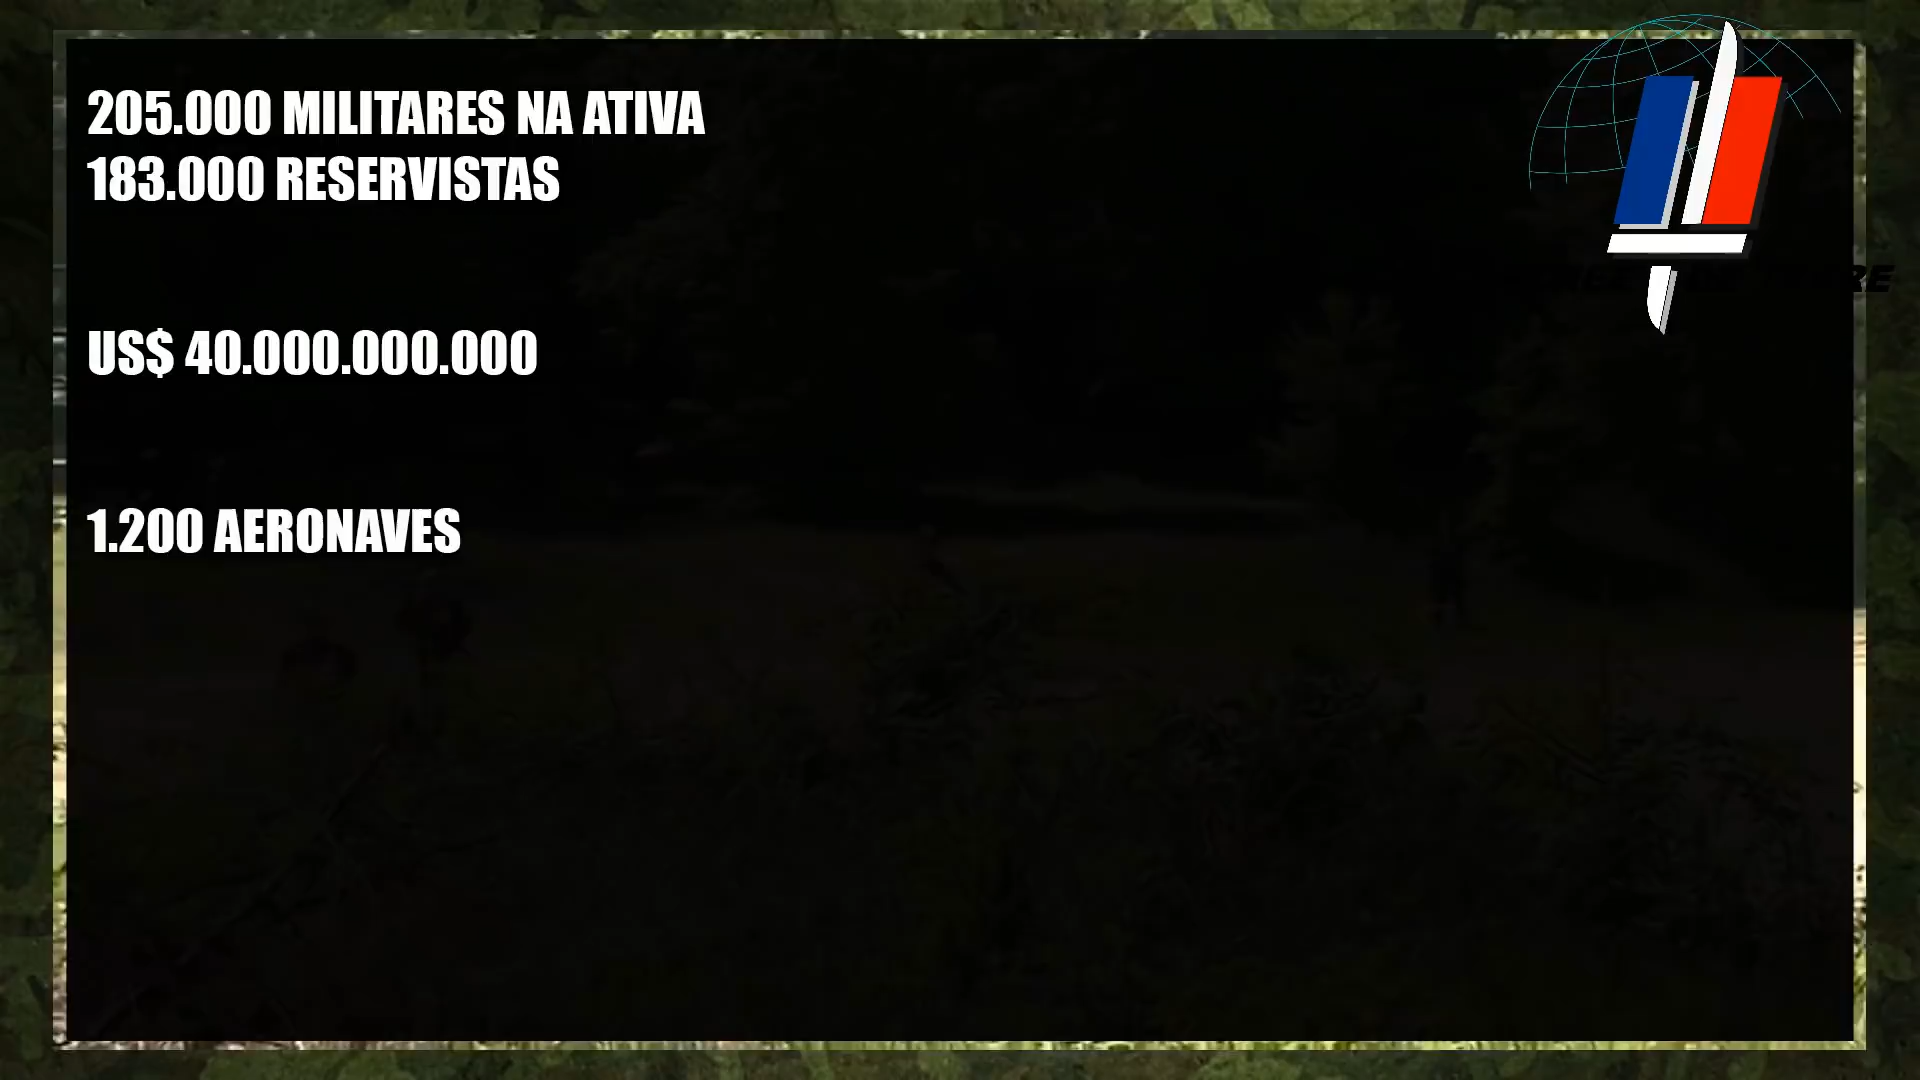 205.000 MILITARES NA ATIVA
183.000 RESERVISTAS
US$ 40.000.000.000
1.200 AERONAVES